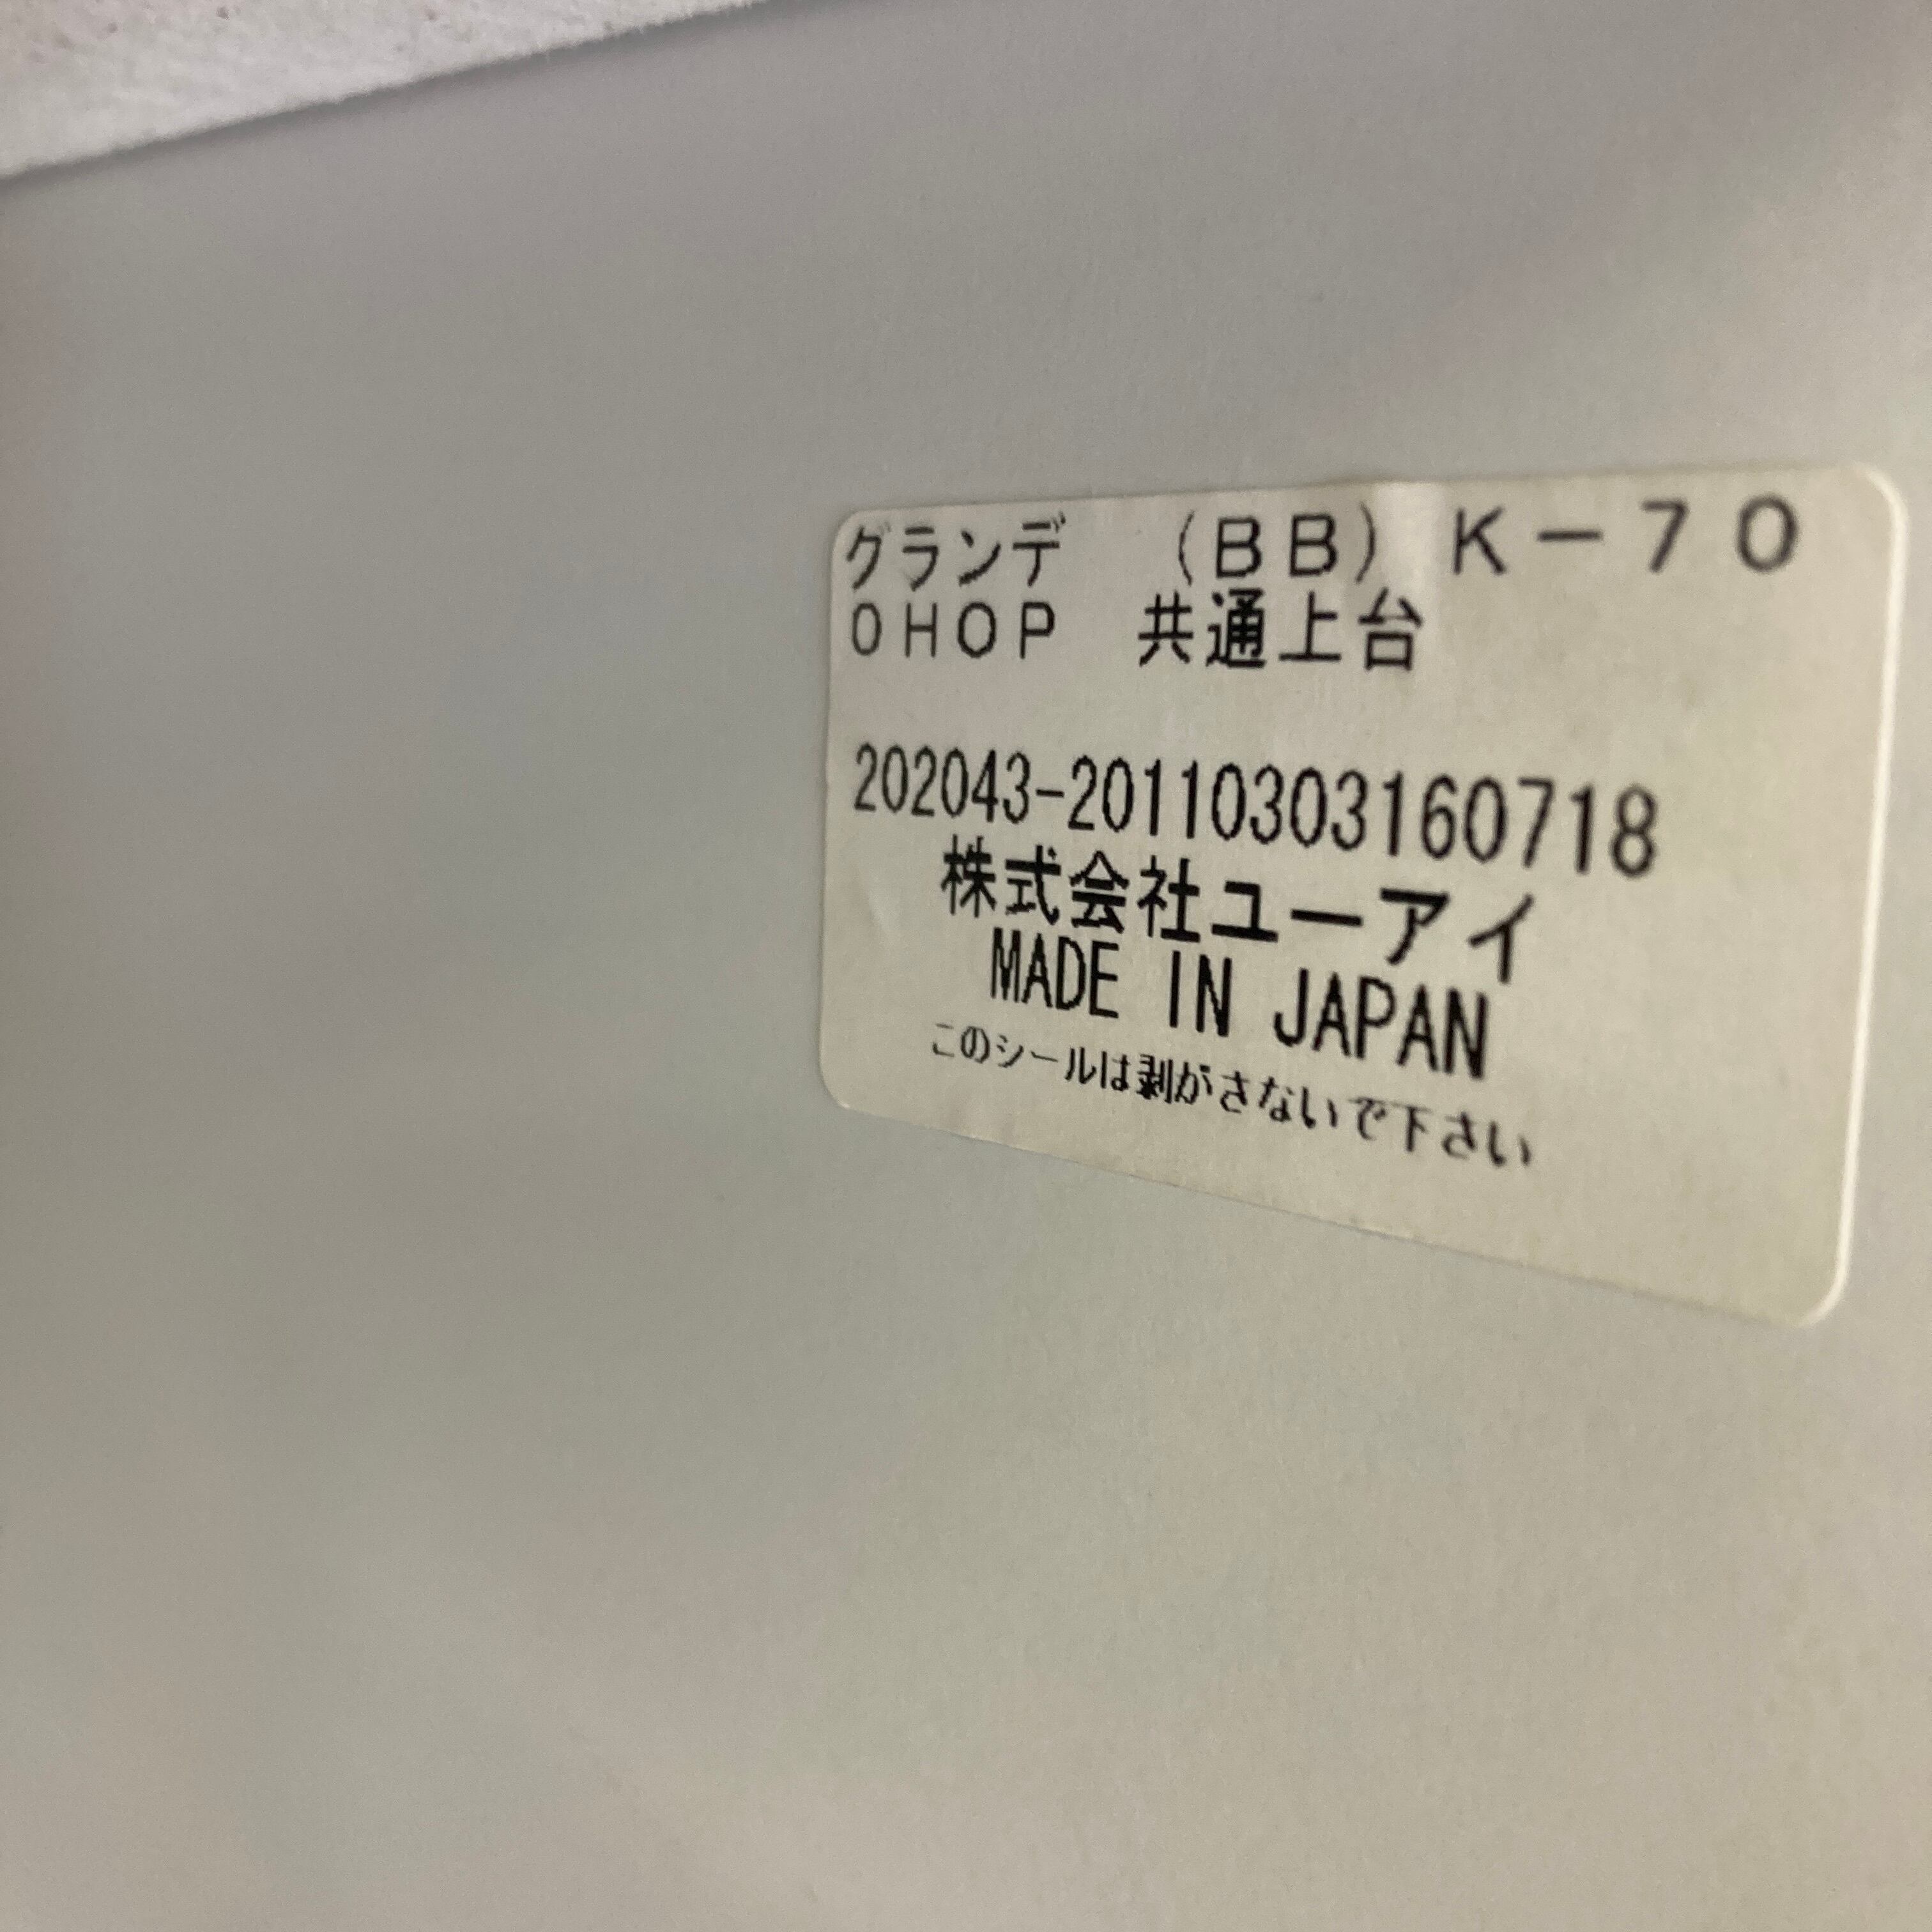 グランデ　（ＢＢ）Ｋ－７０
０ＨＯＰ　共通上台
202043-20110303160718
株式会社ユーアイ
MADE IN JAPAN
このシールは剥がさないで下さい